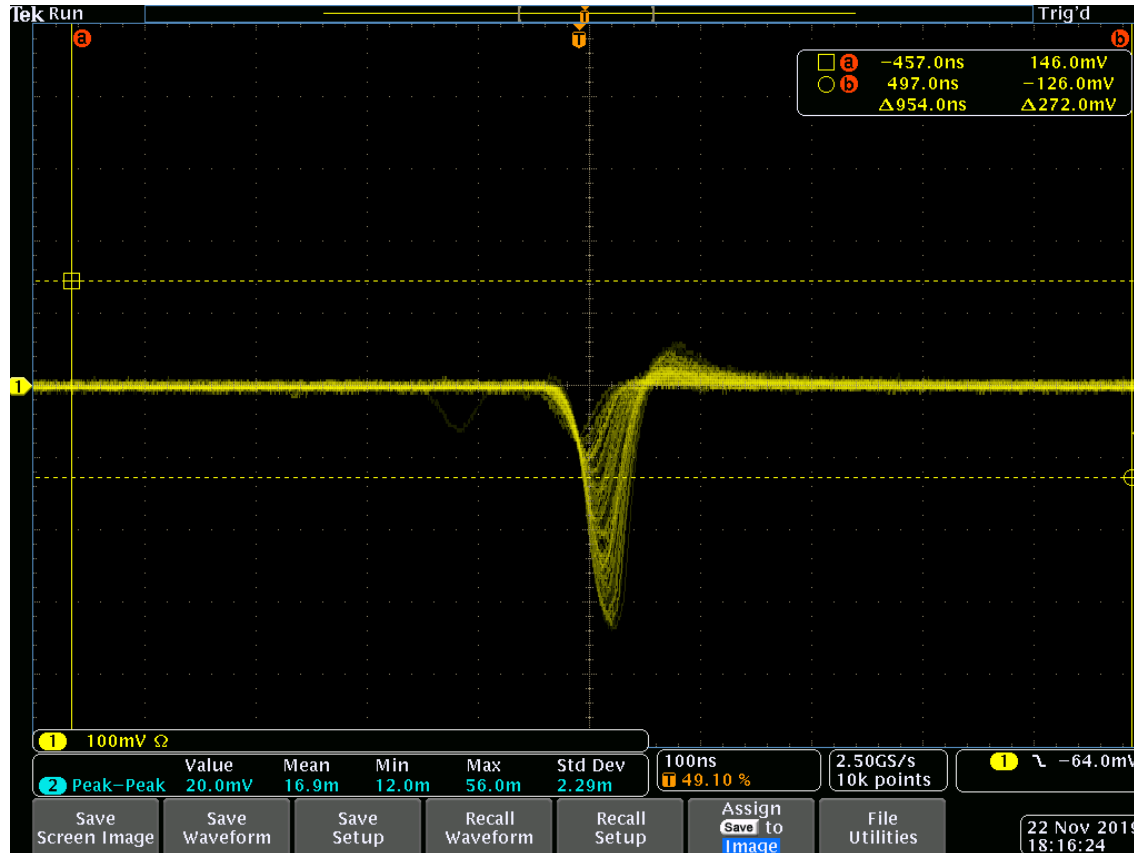 Tek Run Trig'd
a T b
a −457.0ns 146.0mV
b 497.0ns −126.0mV
Δ954.0ns Δ272.0mV
1
1 100mV Ω
Value Mean Min Max Std Dev
2 Peak−Peak 20.0mV 16.9m 12.0m 56.0m 2.29m
100ns
T 49.10 %
2.50GS/s
10k points
1 −64.0mV
Save Screen Image
Save Waveform
Save Setup
Recall Waveform
Recall Setup
Assign Save to Image
File Utilities
22 Nov 2019
18:16:24